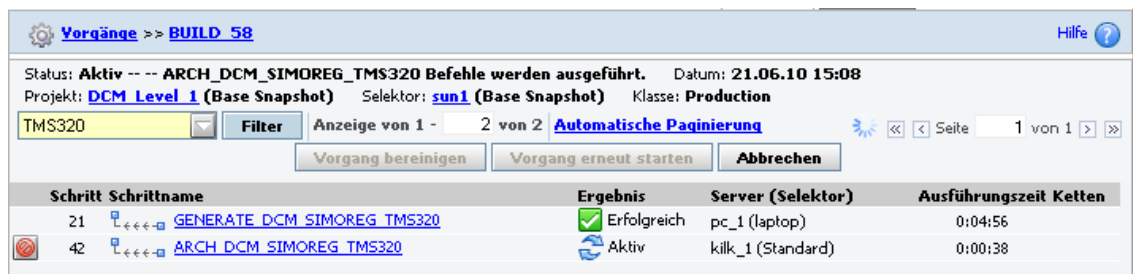 Vorgänge >> BUILD_58 Hilfe
Status: Aktiv -- -- ARCH_DCM_SIMOREG_TMS320 Befehle werden ausgeführt. Datum: 21.06.10 15:08
Projekt: DCM_Level_1 (Base Snapshot) Selektor: sun1 (Base Snapshot) Klasse: Production
TMS320 Filter Anzeige von 1 - 2 von 2 Automatische Paginierung Seite 1 von 1
Vorgang bereinigen Vorgang erneut starten Abbrechen
Schritt Schrittname Ergebnis Server (Selektor) Ausführungszeit Ketten
21 GENERATE_DCM_SIMOREG_TMS320 Erfolgreich pc_1 (laptop) 0:04:56
42 ARCH_DCM_SIMOREG_TMS320 Aktiv kilk_1 (Standard) 0:00:38